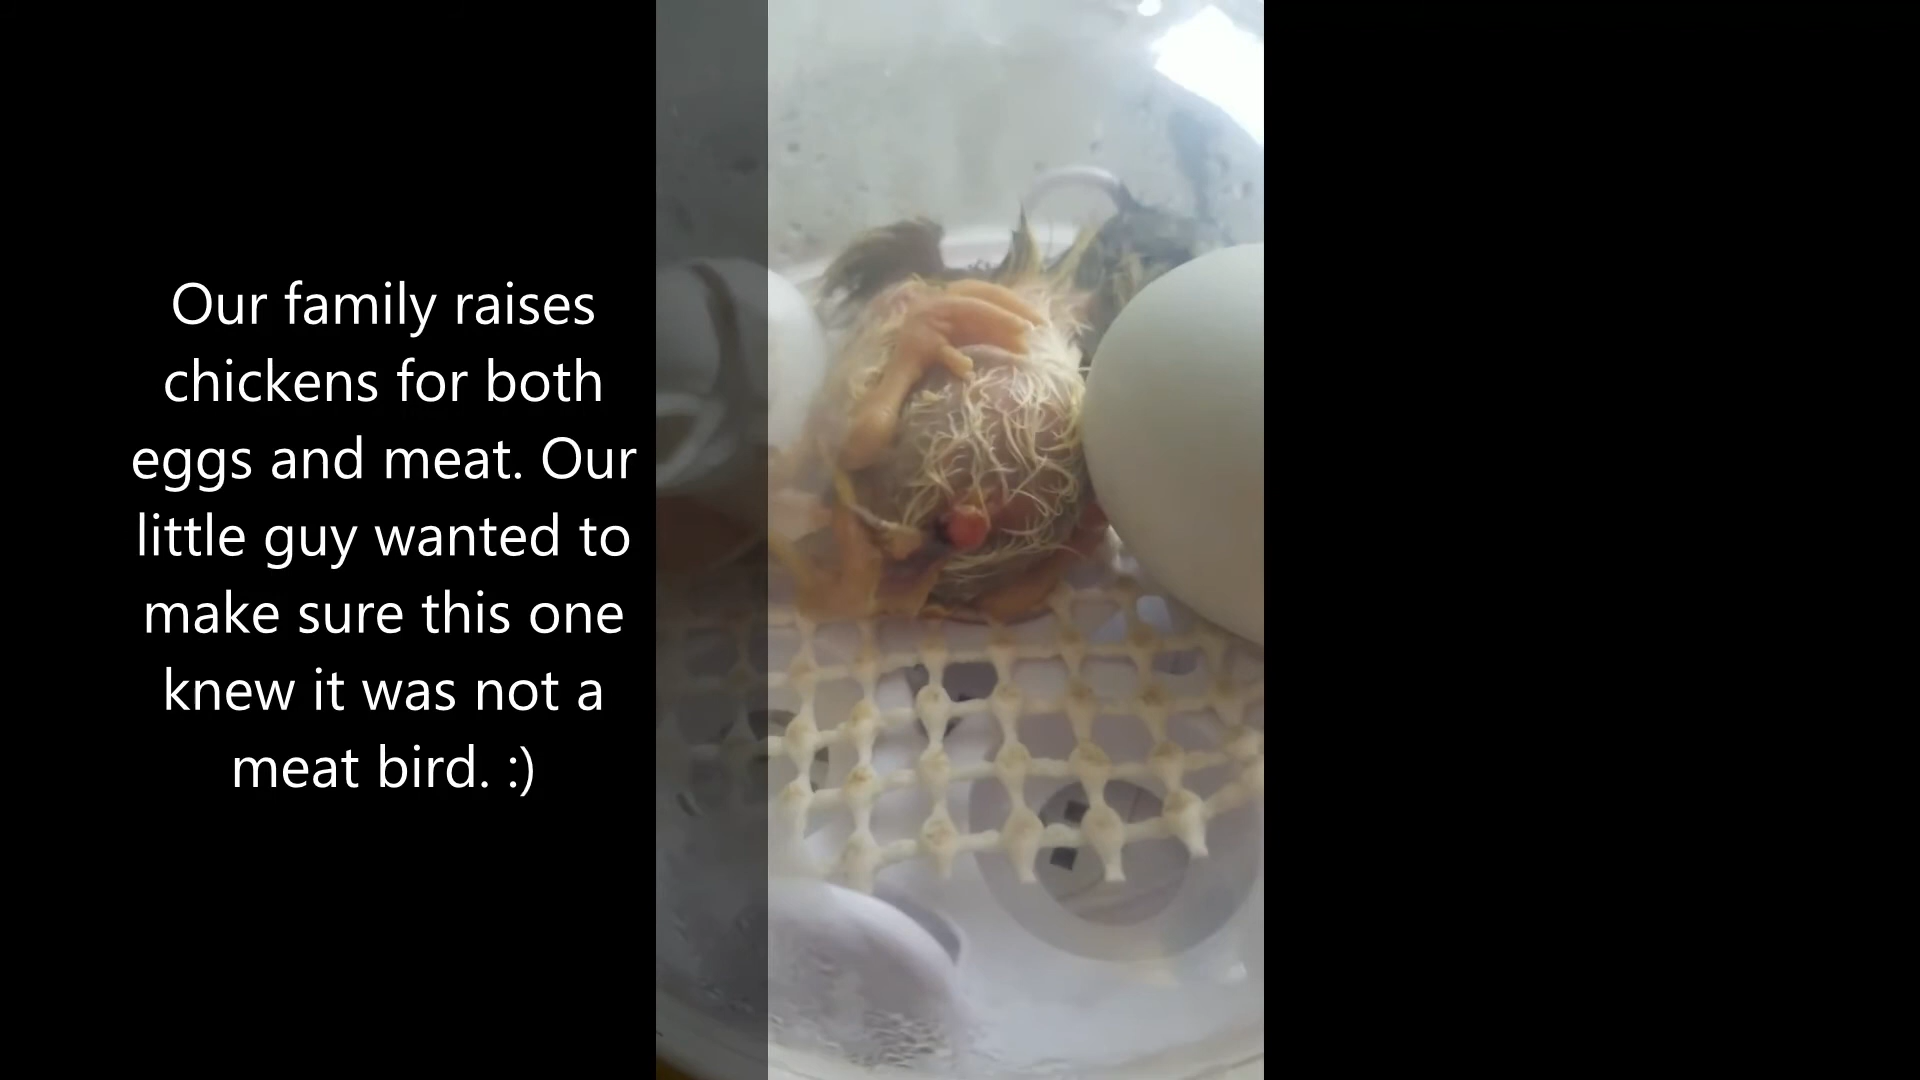 Our family raises
chickens for both
eggs and meat. Our
little guy wanted to
make sure this one
knew it was not a
meat bird. :)